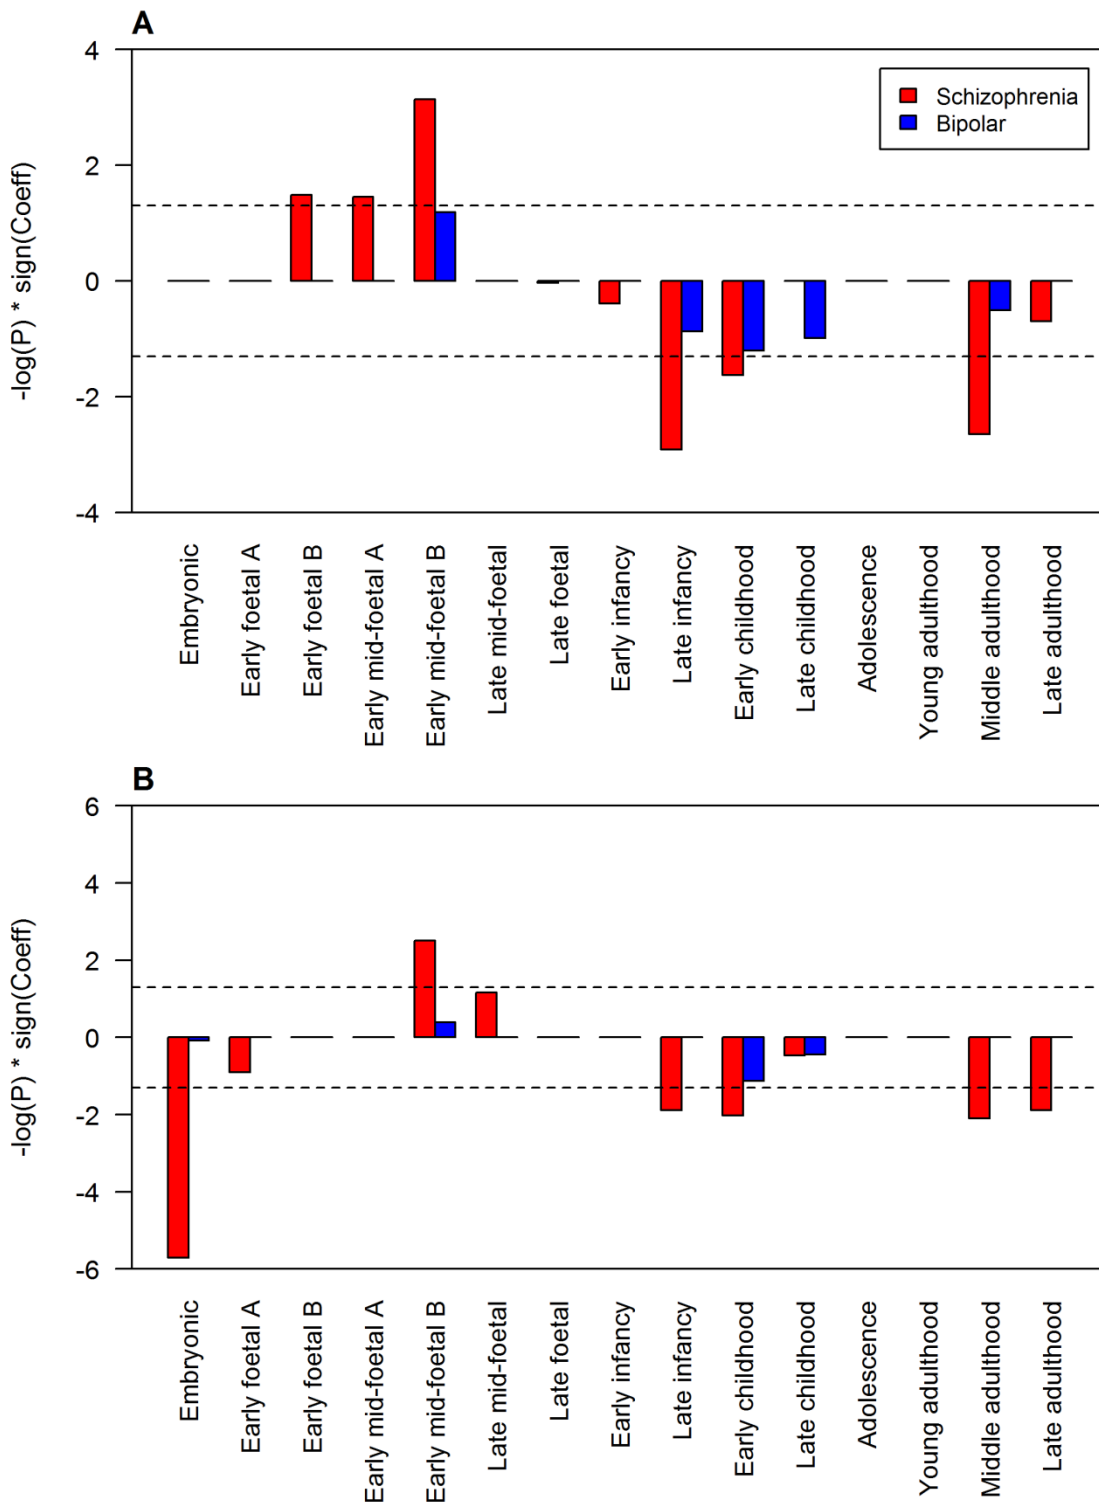 A
4
2
0
-2
-4
-log(P) * sign(Coeff)
Schizophrenia
Bipolar
Embryonic
Early foetal A
Early foetal B
Early mid-foetal A
Early mid-foetal B
Late mid-foetal
Late foetal
Early infancy
Late infancy
Early childhood
Late childhood
Adolescence
Young adulthood
Middle adulthood
Late adulthood
B
6
4
2
0
-2
-4
-6
-log(P) * sign(Coeff)
Embryonic
Early foetal A
Early foetal B
Early mid-foetal A
Early mid-foetal B
Late mid-foetal
Late foetal
Early infancy
Late infancy
Early childhood
Late childhood
Adolescence
Young adulthood
Middle adulthood
Late adulthood